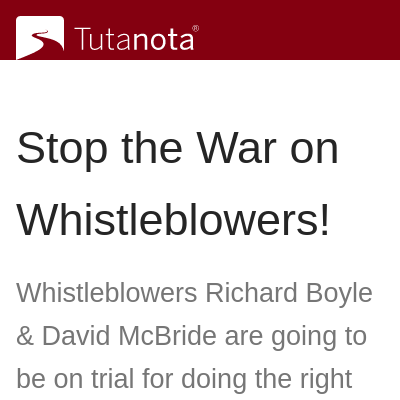 Tutanota®
Stop the War on
Whistleblowers!
Whistleblowers Richard Boyle
& David McBride are going to
be on trial for doing the right